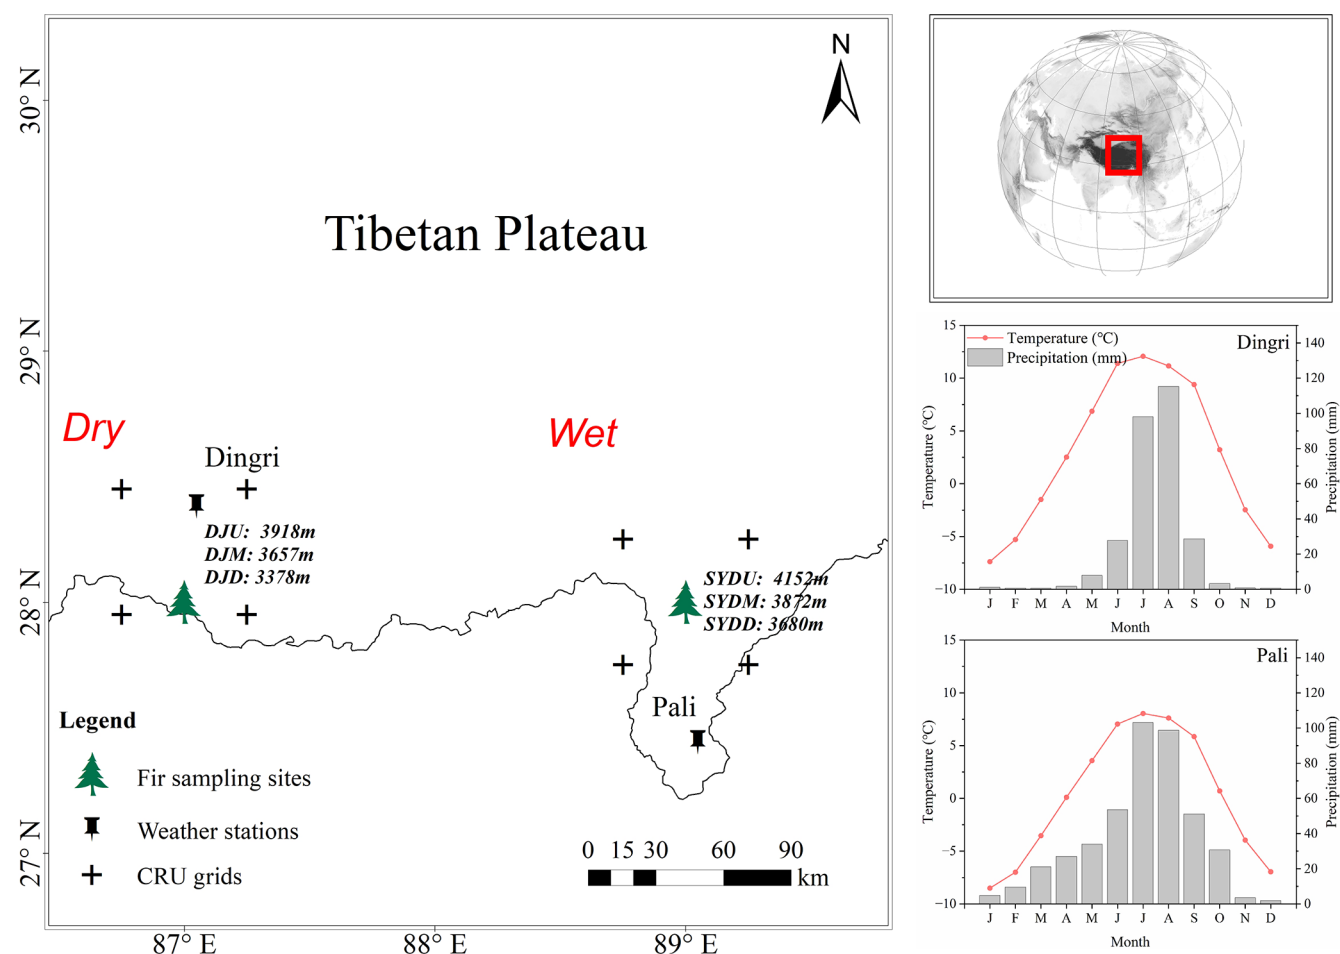 N
Tibetan Plateau
30° N
29° N
28° N
27° N
Dry
Wet
Dingri
DJU: 3918m
DJM: 3657m
DJD: 3378m
SYDU: 4152m
SYDM: 3872m
SYDD: 3680m
Pali
Legend
Fir sampling sites
Weather stations
CRU grids
0 15 30 60 90
km
87° E 88° E 89° E
Dingri
Temperature (℃)
Precipitation (mm)
15
10
5
0
−5
−10
Temperature (℃)
140
120
100
80
60
40
20
0
Precipitation (mm)
J F M A M J J A S O N D
Month
Pali
15
10
5
0
−5
−10
Temperature (℃)
140
120
100
80
60
40
20
0
Precipitation (mm)
J F M A M J J A S O N D
Month